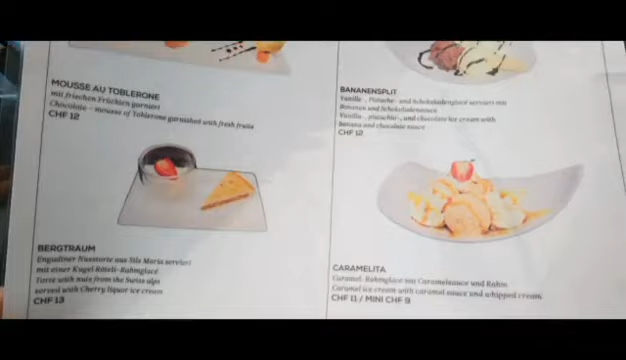 MOUSSE AU TOBLERONE
mit frischen Früchten garniert
Chocolate – mousse of Toblerone garnished with fresh fruits
CHF 12
BANANENSPLIT
Vanille-, Pistache- und Schokoladenglacé serviert mit
Bananen und Schokoladensauce
Vanilla-, pistachio-, and chocolate ice cream with
banana and chocolate sauce
CHF 12
BERGTRAUM
Engadiner Nusstorte aus Sils Maria serviert
mit einer Kugel Röteli-Rahmglacé
Torte with nuts from the Swiss alps
served with Cherry liquor ice cream
CHF 13
CARAMELITA
Caramel-Rahmglacé mit Caramelsauce und Rahm
Caramel ice cream with caramel sauce and whipped cream
CHF 11 / MINI CHF 9